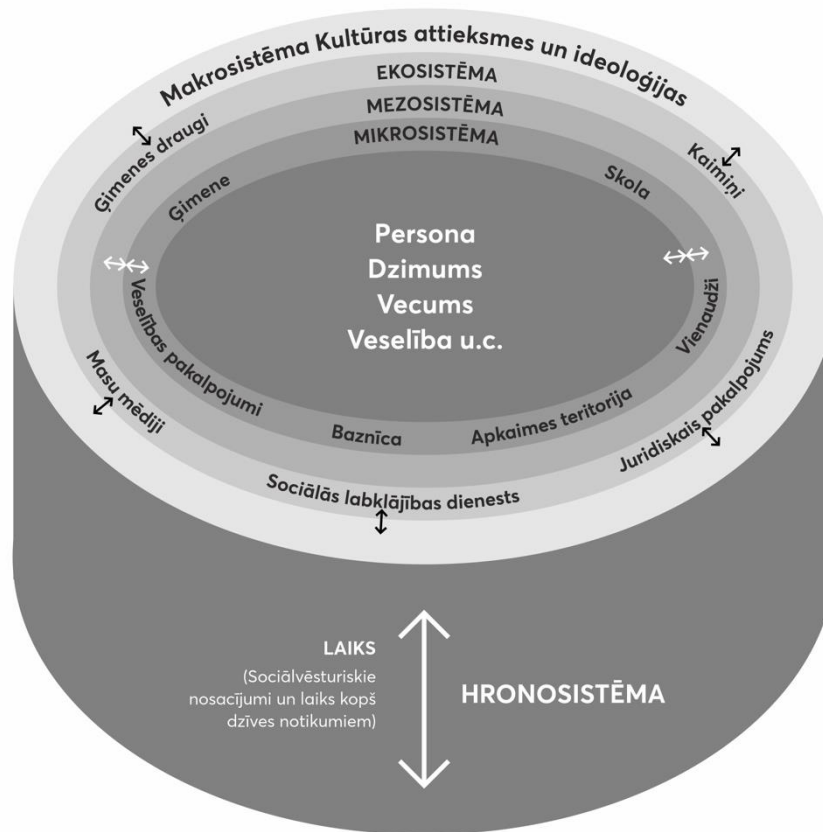 Makrosistēma Kultūras attieksmes un ideoloģijas
EKOSISTĒMA
MEZOSISTĒMA
MIKROSISTĒMA
Ģimenes draugi
Kaimiņi
Ģimene
Skola
Persona
Dzimums
Vecums
Veselība u.c.
Veselības pakalpojumi
Vienaudži
Masu mēdiji
Baznīca
Apkaimes teritorija
Juridiskais pakalpojums
Sociālās labklājības dienests
LAIKS
(Sociālvēsturiskie
nosacījumi un laiks kopš
dzīves notikumiem)
HRONOSISTĒMA